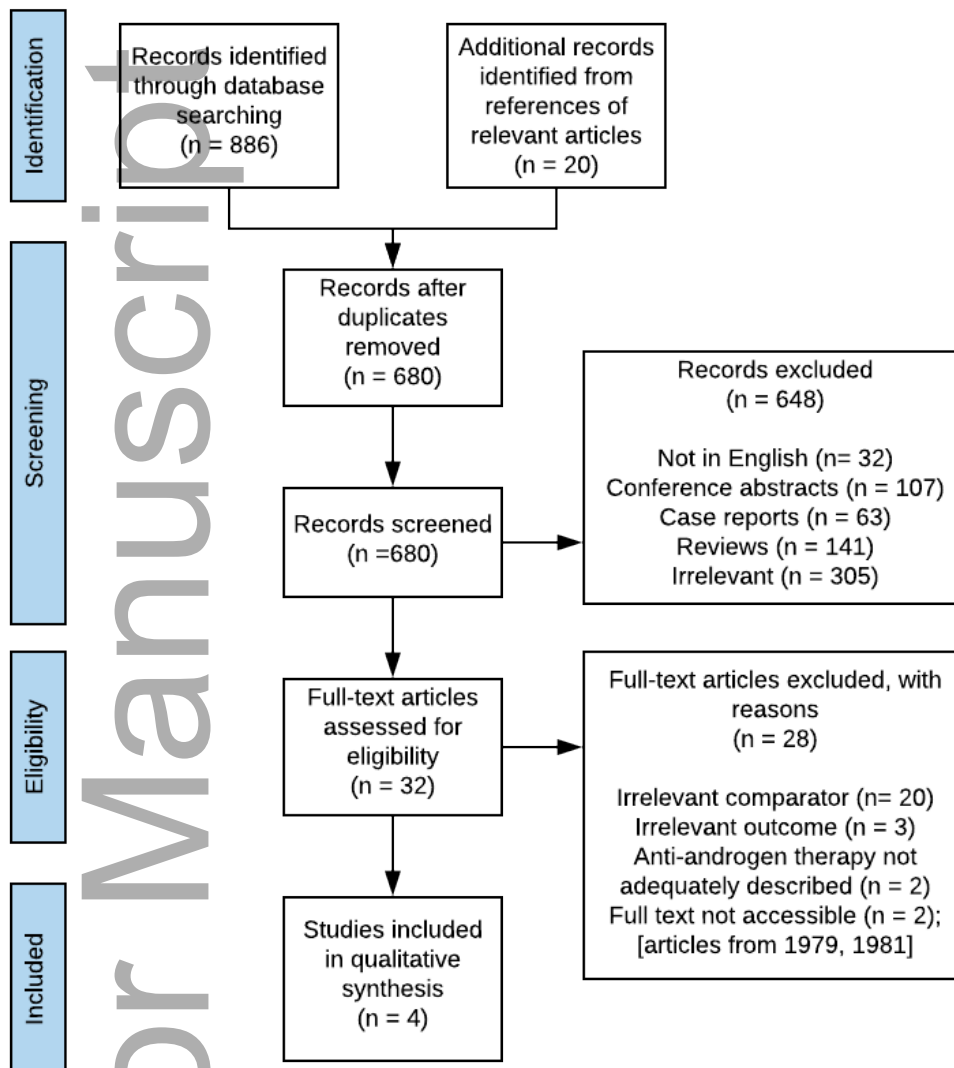 Identification
Records identified
through database
searching
(n = 886)
Additional records
identified from
references of
relevant articles
(n = 20)
Screening
Records after
duplicates
removed
(n = 680)
Records screened
(n =680)
Records excluded
(n = 648)
Not in English (n= 32)
Conference abstracts (n = 107)
Case reports (n = 63)
Reviews (n = 141)
Irrelevant (n = 305)
Eligibility
Full-text articles
assessed for
eligibility
(n = 32)
Full-text articles excluded, with
reasons
(n = 28)
Irrelevant comparator (n= 20)
Irrelevant outcome (n = 3)
Anti-androgen therapy not
adequately described (n = 2)
Full text not accessible (n = 2);
[articles from 1979, 1981]
Included
Studies included
in qualitative
synthesis
(n = 4)
or Manuscript